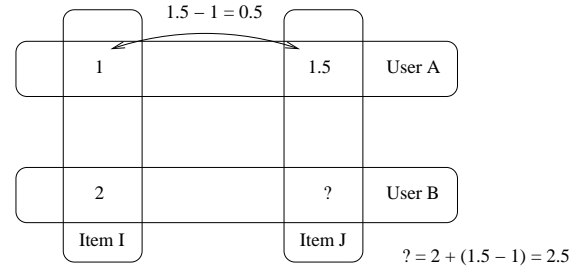 1.5 − 1 = 0.5
1 1.5 User A
2 ? User B
Item I Item J
? = 2 + (1.5 − 1) = 2.5